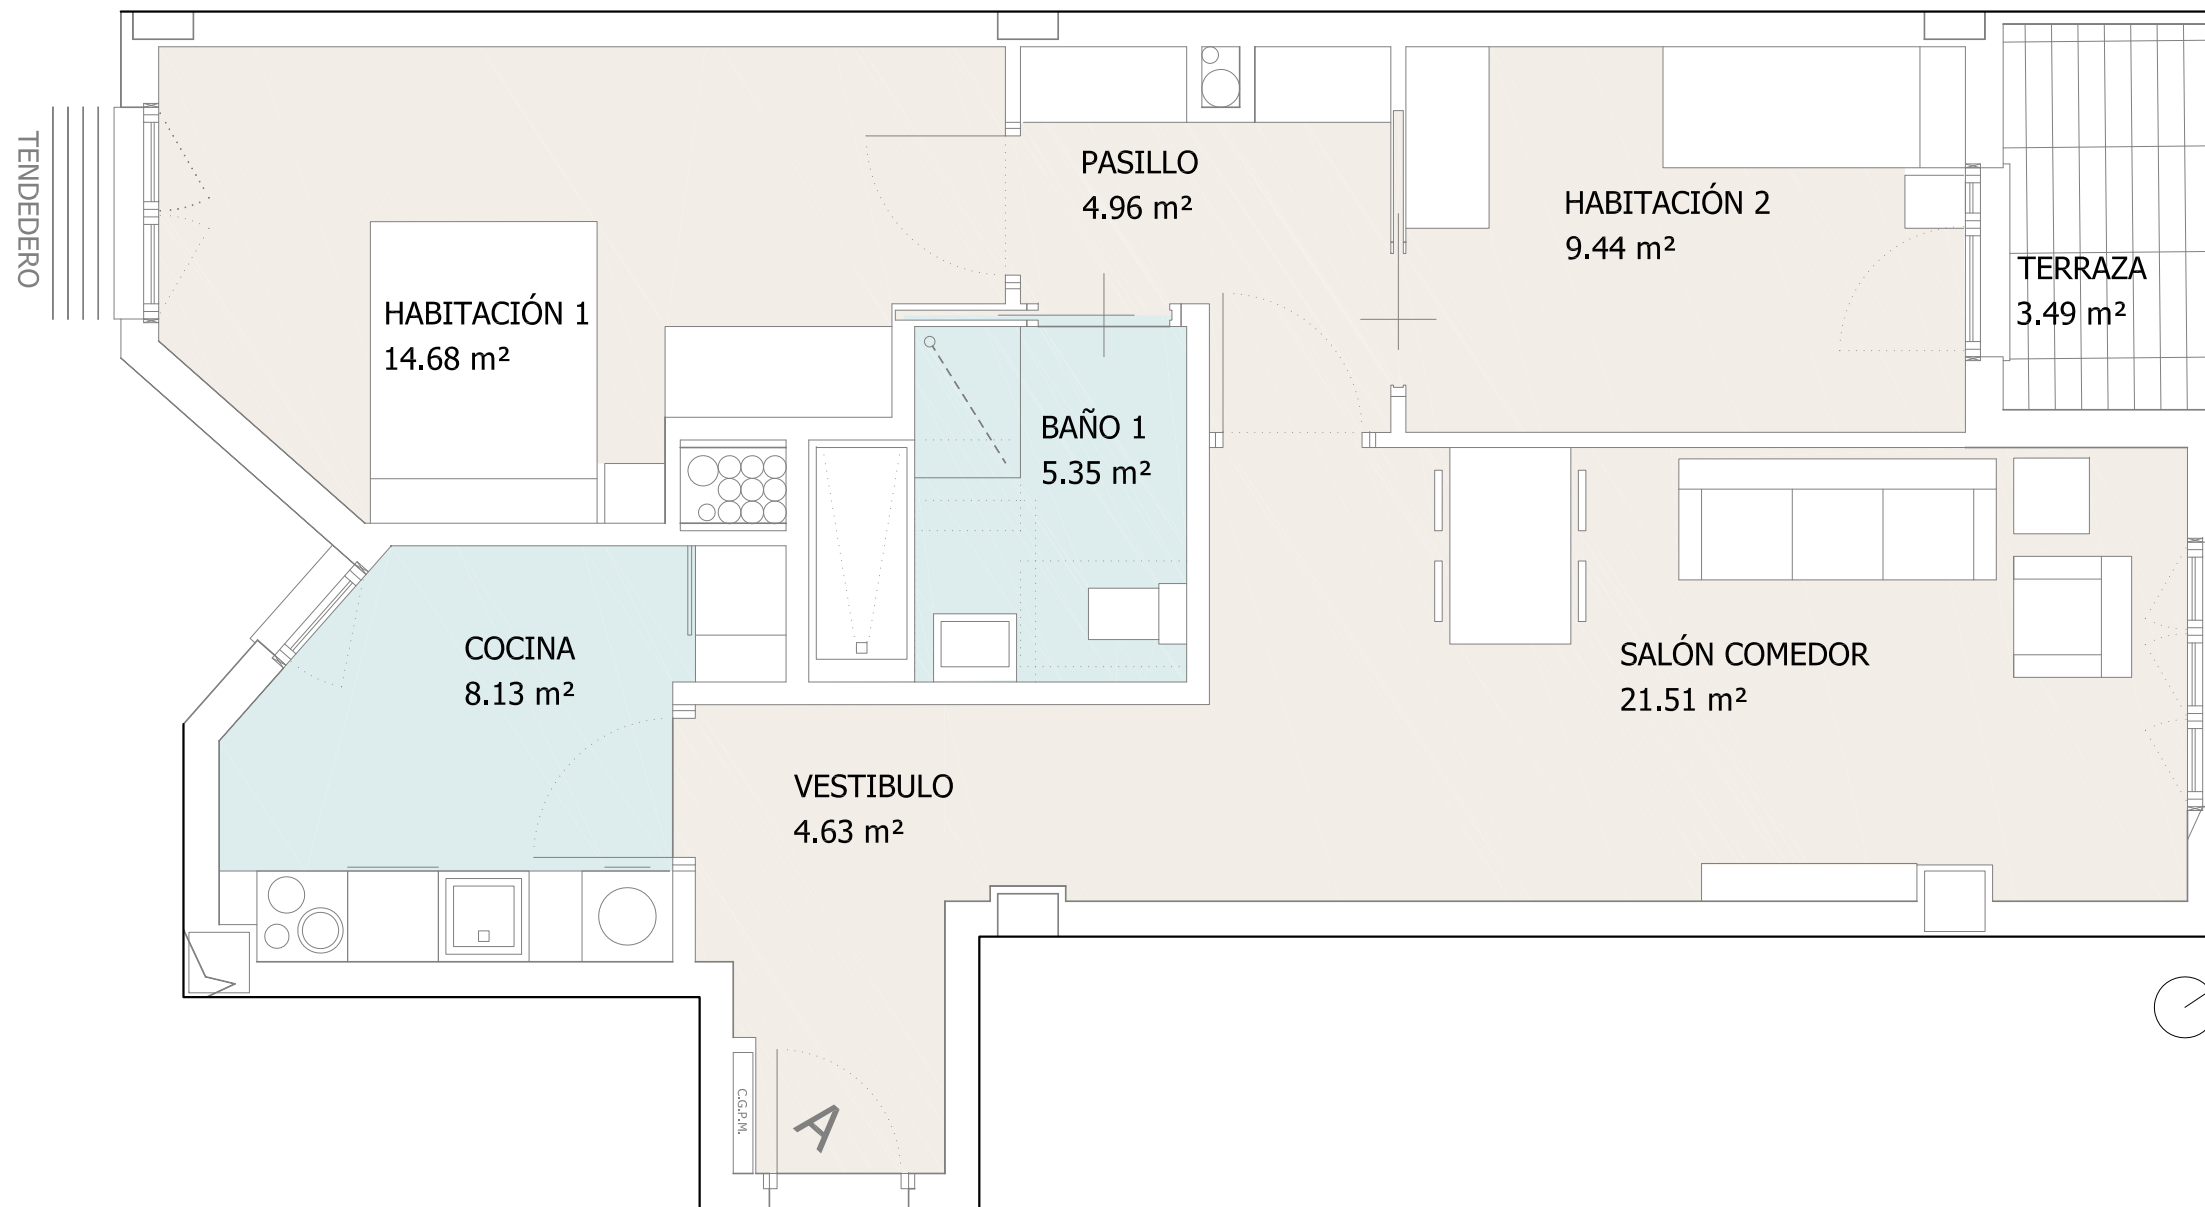 TENDEDERO
HABITACIÓN 1
14.68 m²
PASILLO
4.96 m²
HABITACIÓN 2
9.44 m²
TERRAZA
3.49 m²
BAÑO 1
5.35 m²
COCINA
8.13 m²
SALÓN COMEDOR
21.51 m²
VESTIBULO
4.63 m²
C.G.P.M.
A